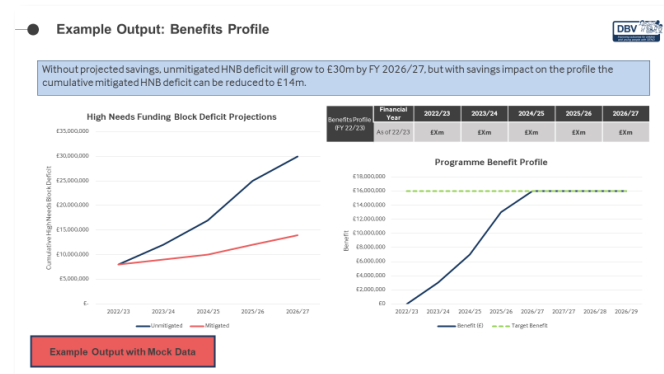 Example Output: Benefits Profile
DBV
Without projected savings, unmitigated HNB deficit will grow to £30m by FY 2026/27, but with savings impact on the profile the
cumulative mitigated HNB deficit can be reduced to £14m.
High Needs Funding Block Deficit Projections
£35,000,000
£30,000,000
£25,000,000
£20,000,000
£15,000,000
£10,000,000
£5,000,000
£-
Cumulative High Needs Block Deficit
2022/23 2023/24 2024/25 2025/26 2026/27
Unmitigated Mitigated
Benefits Profile
(FY 22/23)
Financial
Year
2022/23 2023/24 2024/25 2025/26 2026/27
As of 22/23 £Xm £Xm £Xm £Xm £Xm
Programme Benefit Profile
£18,000,000
£16,000,000
£14,000,000
£12,000,000
£10,000,000
£8,000,000
£6,000,000
£4,000,000
£2,000,000
£0
Benefit
2022/23 2023/24 2024/25 2025/26 2026/27 2027/27 2026/28 2026/29
Benefit (£) Target Benefit
Example Output with Mock Data